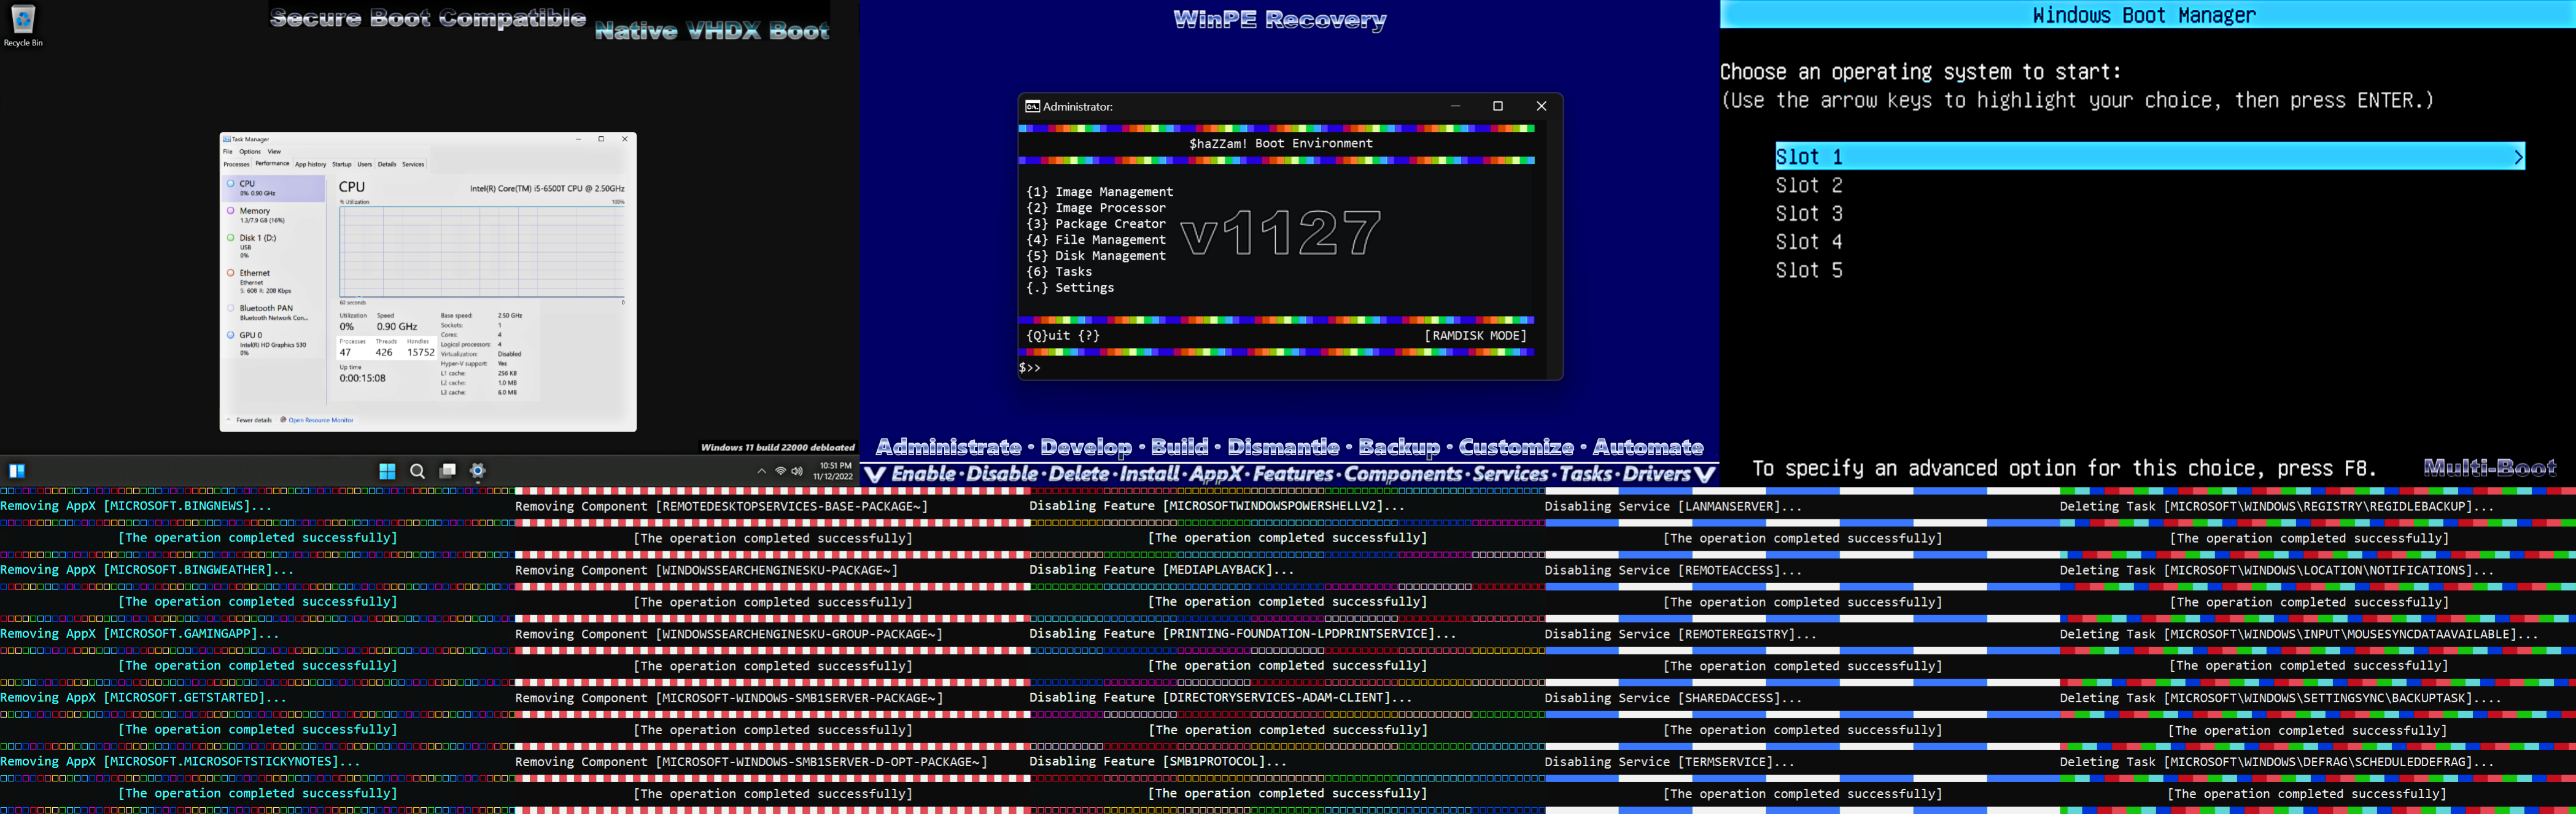 Recycle Bin
Secure Boot Compatible
Native VHDX Boot
Task Manager
File Options View
Processes Performance App history Startup Users Details Services
CPU
0% 0.90 GHz
Memory
1.3/7.9 GB (16%)
Disk 1 (D:)
USB
0%
Ethernet
Ethernet
S: 608 R: 208 Kbps
Bluetooth PAN
Bluetooth Network Con...
GPU 0
Intel(R) HD Graphics 530
0%
CPU Intel(R) Core(TM) i5-6500T CPU @ 2.50GHz
% Utilization 100%
60 seconds 0
Utilization Speed
0% 0.90 GHz
Processes Threads Handles
47 426 15752
Up time
0:00:15:08
Base speed: 2.50 GHz
Sockets: 1
Cores: 4
Logical processors: 4
Virtualization: Disabled
Hyper-V support: Yes
L1 cache: 256 KB
L2 cache: 1.0 MB
L3 cache: 6.0 MB
Fewer details Open Resource Monitor
Windows 11 build 22000 debloated
10:51 PM
11/12/2022
WinPE Recovery
Administrator:
$haZZam! Boot Environment
{1} Image Management
{2} Image Processor
{3} Package Creator
{4} File Management
{5} Disk Management
{6} Tasks
{.} Settings
v1127
{Q}uit {?} [RAMDISK MODE]
$>>
Administrate · Develop · Build · Dismantle · Backup · Customize · Automate
V Enable · Disable · Delete · Install · AppX · Features · Components · Services · Tasks · Drivers V
Windows Boot Manager
Choose an operating system to start:
(Use the arrow keys to highlight your choice, then press ENTER.)
Slot 1 >
Slot 2
Slot 3
Slot 4
Slot 5
To specify an advanced option for this choice, press F8.
Multi-Boot
Removing AppX [MICROSOFT.BINGNEWS]...
[The operation completed successfully]
Removing AppX [MICROSOFT.BINGWEATHER]...
[The operation completed successfully]
Removing AppX [MICROSOFT.GAMINGAPP]...
[The operation completed successfully]
Removing AppX [MICROSOFT.GETSTARTED]...
[The operation completed successfully]
Removing AppX [MICROSOFT.MICROSOFTSTICKYNOTES]...
[The operation completed successfully]
Removing Component [REMOTEDESKTOPSERVICES-BASE-PACKAGE~]
[The operation completed successfully]
Removing Component [WINDOWSSEARCHENGINESKU-PACKAGE~]
[The operation completed successfully]
Removing Component [WINDOWSSEARCHENGINESKU-GROUP-PACKAGE~]
[The operation completed successfully]
Removing Component [MICROSOFT-WINDOWS-SMB1SERVER-PACKAGE~]
[The operation completed successfully]
Removing Component [MICROSOFT-WINDOWS-SMB1SERVER-D-OPT-PACKAGE~]
[The operation completed successfully]
Disabling Feature [MICROSOFTWINDOWSPOWERSHELLV2]...
[The operation completed successfully]
Disabling Feature [MEDIAPLAYBACK]...
[The operation completed successfully]
Disabling Feature [PRINTING-FOUNDATION-LPDPRINTSERVICE]...
[The operation completed successfully]
Disabling Feature [DIRECTORYSERVICES-ADAM-CLIENT]...
[The operation completed successfully]
Disabling Feature [SMB1PROTOCOL]...
[The operation completed successfully]
Disabling Service [LANMANSERVER]...
[The operation completed successfully]
Disabling Service [REMOTEACCESS]...
[The operation completed successfully]
Disabling Service [REMOTEREGISTRY]...
[The operation completed successfully]
Disabling Service [SHAREDACCESS]...
[The operation completed successfully]
Disabling Service [TERMSERVICE]...
[The operation completed successfully]
Deleting Task [MICROSOFT\WINDOWS\REGISTRY\REGIDLEBACKUP]...
[The operation completed successfully]
Deleting Task [MICROSOFT\WINDOWS\LOCATION\NOTIFICATIONS]...
[The operation completed successfully]
Deleting Task [MICROSOFT\WINDOWS\INPUT\MOUSESYNCDATAAVAILABLE]...
[The operation completed successfully]
Deleting Task [MICROSOFT\WINDOWS\SETTINGSYNC\BACKUPTASK]....
[The operation completed successfully]
Deleting Task [MICROSOFT\WINDOWS\DEFRAG\SCHEDULEDDEFRAG]...
[The operation completed successfully]